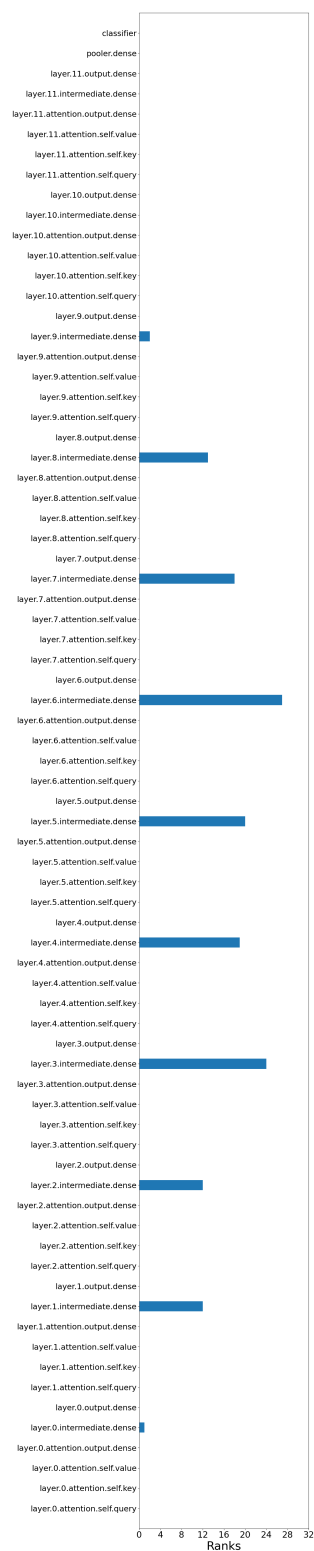 classifier
pooler.dense
layer.11.output.dense
layer.11.intermediate.dense
layer.11.attention.output.dense
layer.11.attention.self.value
layer.11.attention.self.key
layer.11.attention.self.query
layer.10.output.dense
layer.10.intermediate.dense
layer.10.attention.output.dense
layer.10.attention.self.value
layer.10.attention.self.key
layer.10.attention.self.query
layer.9.output.dense
layer.9.intermediate.dense
layer.9.attention.output.dense
layer.9.attention.self.value
layer.9.attention.self.key
layer.9.attention.self.query
layer.8.output.dense
layer.8.intermediate.dense
layer.8.attention.output.dense
layer.8.attention.self.value
layer.8.attention.self.key
layer.8.attention.self.query
layer.7.output.dense
layer.7.intermediate.dense
layer.7.attention.output.dense
layer.7.attention.self.value
layer.7.attention.self.key
layer.7.attention.self.query
layer.6.output.dense
layer.6.intermediate.dense
layer.6.attention.output.dense
layer.6.attention.self.value
layer.6.attention.self.key
layer.6.attention.self.query
layer.5.output.dense
layer.5.intermediate.dense
layer.5.attention.output.dense
layer.5.attention.self.value
layer.5.attention.self.key
layer.5.attention.self.query
layer.4.output.dense
layer.4.intermediate.dense
layer.4.attention.output.dense
layer.4.attention.self.value
layer.4.attention.self.key
layer.4.attention.self.query
layer.3.output.dense
layer.3.intermediate.dense
layer.3.attention.output.dense
layer.3.attention.self.value
layer.3.attention.self.key
layer.3.attention.self.query
layer.2.output.dense
layer.2.intermediate.dense
layer.2.attention.output.dense
layer.2.attention.self.value
layer.2.attention.self.key
layer.2.attention.self.query
layer.1.output.dense
layer.1.intermediate.dense
layer.1.attention.output.dense
layer.1.attention.self.value
layer.1.attention.self.key
layer.1.attention.self.query
layer.0.output.dense
layer.0.intermediate.dense
layer.0.attention.output.dense
layer.0.attention.self.value
layer.0.attention.self.key
layer.0.attention.self.query
0 4 8 12 16 20 24 28 32
Ranks